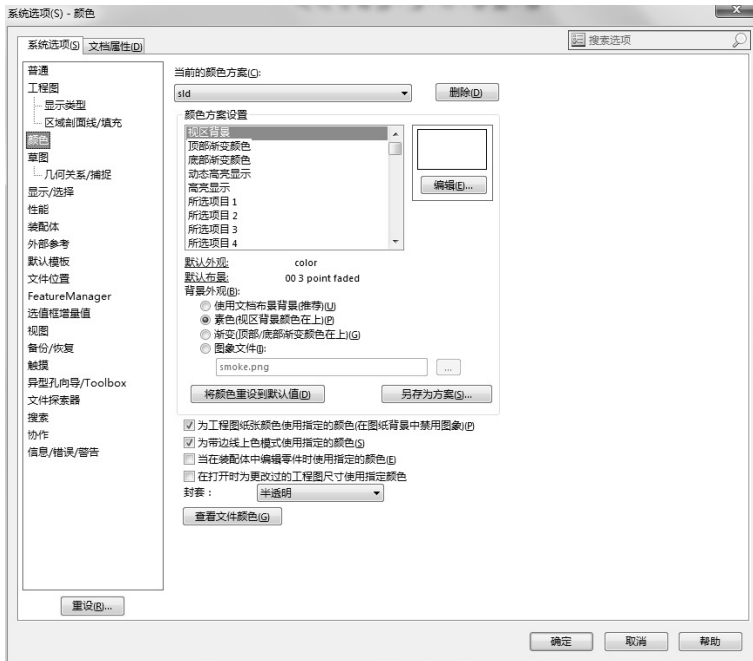 系统选项(S) - 颜色
系统选项(S) 文档属性(D)
搜索选项
普通
工程图
显示类型
区域剖面线/填充
颜色
草图
几何关系/捕捉
显示/选择
性能
装配体
外部参考
默认模板
文件位置
FeatureManager
选值框增量值
视图
备份/恢复
触摸
异型孔向导/Toolbox
文件探索器
搜索
协作
信息/错误/警告
重设(R)...
当前的颜色方案(C):
sld
删除(D)
颜色方案设置
视区背景
顶部渐变颜色
底部渐变颜色
动态高亮显示
高亮显示
所选项目 1
所选项目 2
所选项目 3
所选项目 4
编辑(E)...
默认外观: color
默认布景: 00 3 point faded
背景外观(B):
使用文档布景背景(推荐)(U)
素色(视区背景颜色在上)(P)
渐变(顶部/底部渐变颜色在上)(G)
图象文件(I):
smoke.png
...
将颜色重设到默认值(D) 另存为方案(S)...
为工程图纸张颜色使用指定的颜色(在图纸背景中禁用图象)(P)
为带边线上色模式使用指定的颜色(S)
当在装配体中编辑零件时使用指定的颜色(E)
在打开时为更改过的工程图尺寸使用指定颜色
封套： 半透明
查看文件颜色(G)
确定 取消 帮助